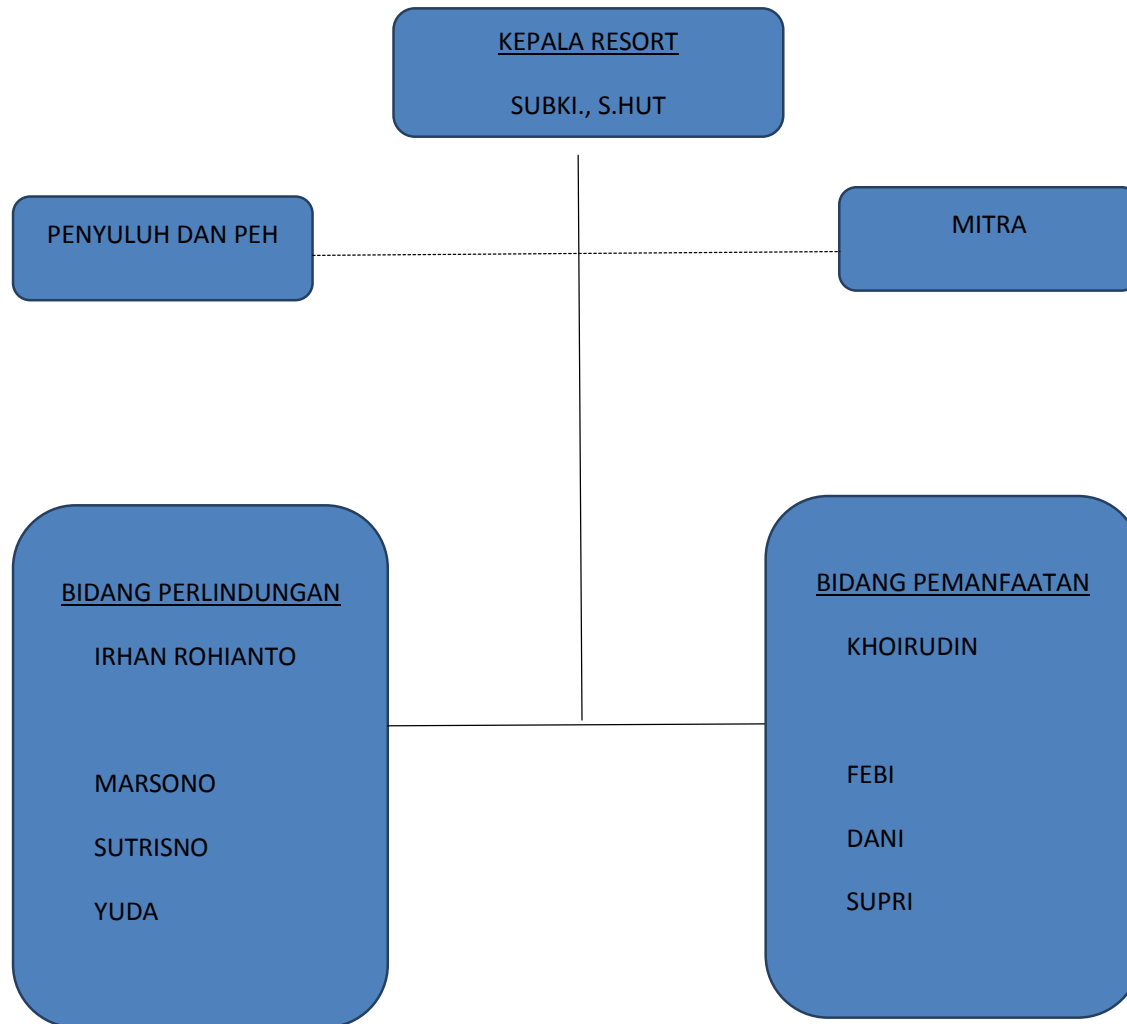 KEPALA RESORT
SUBKI., S.HUT
PENYULUH DAN PEH
MITRA
BIDANG PERLINDUNGAN
IRHAN ROHIANTO
MARSONO
SUTRISNO
YUDA
BIDANG PEMANFAATAN
KHOIRUDIN
FEBI
DANI
SUPRI